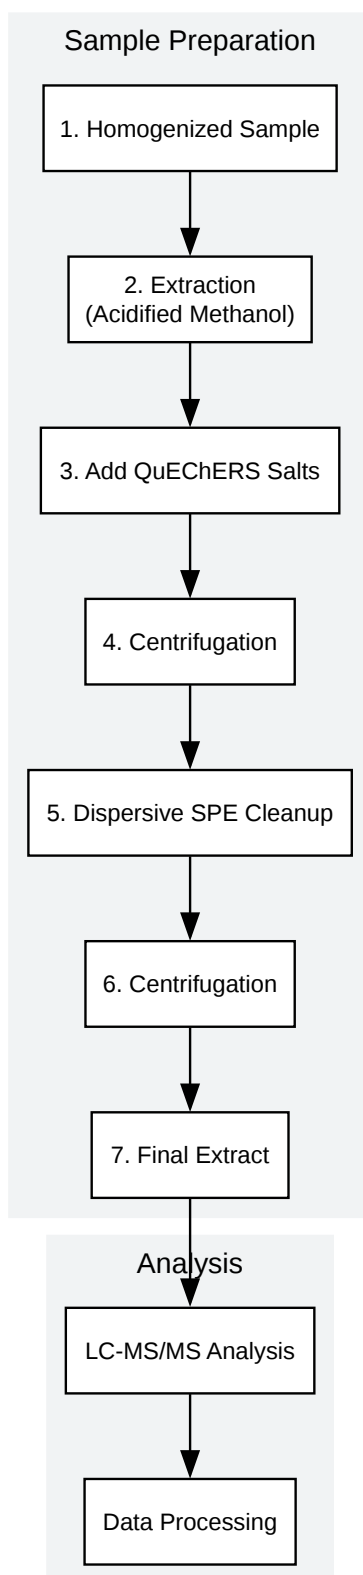 Sample Preparation
1. Homogenized Sample
2. Extraction
(Acidified Methanol)
3. Add QuEChERS Salts
4. Centrifugation
5. Dispersive SPE Cleanup
6. Centrifugation
7. Final Extract
Analysis
LC-MS/MS Analysis
Data Processing